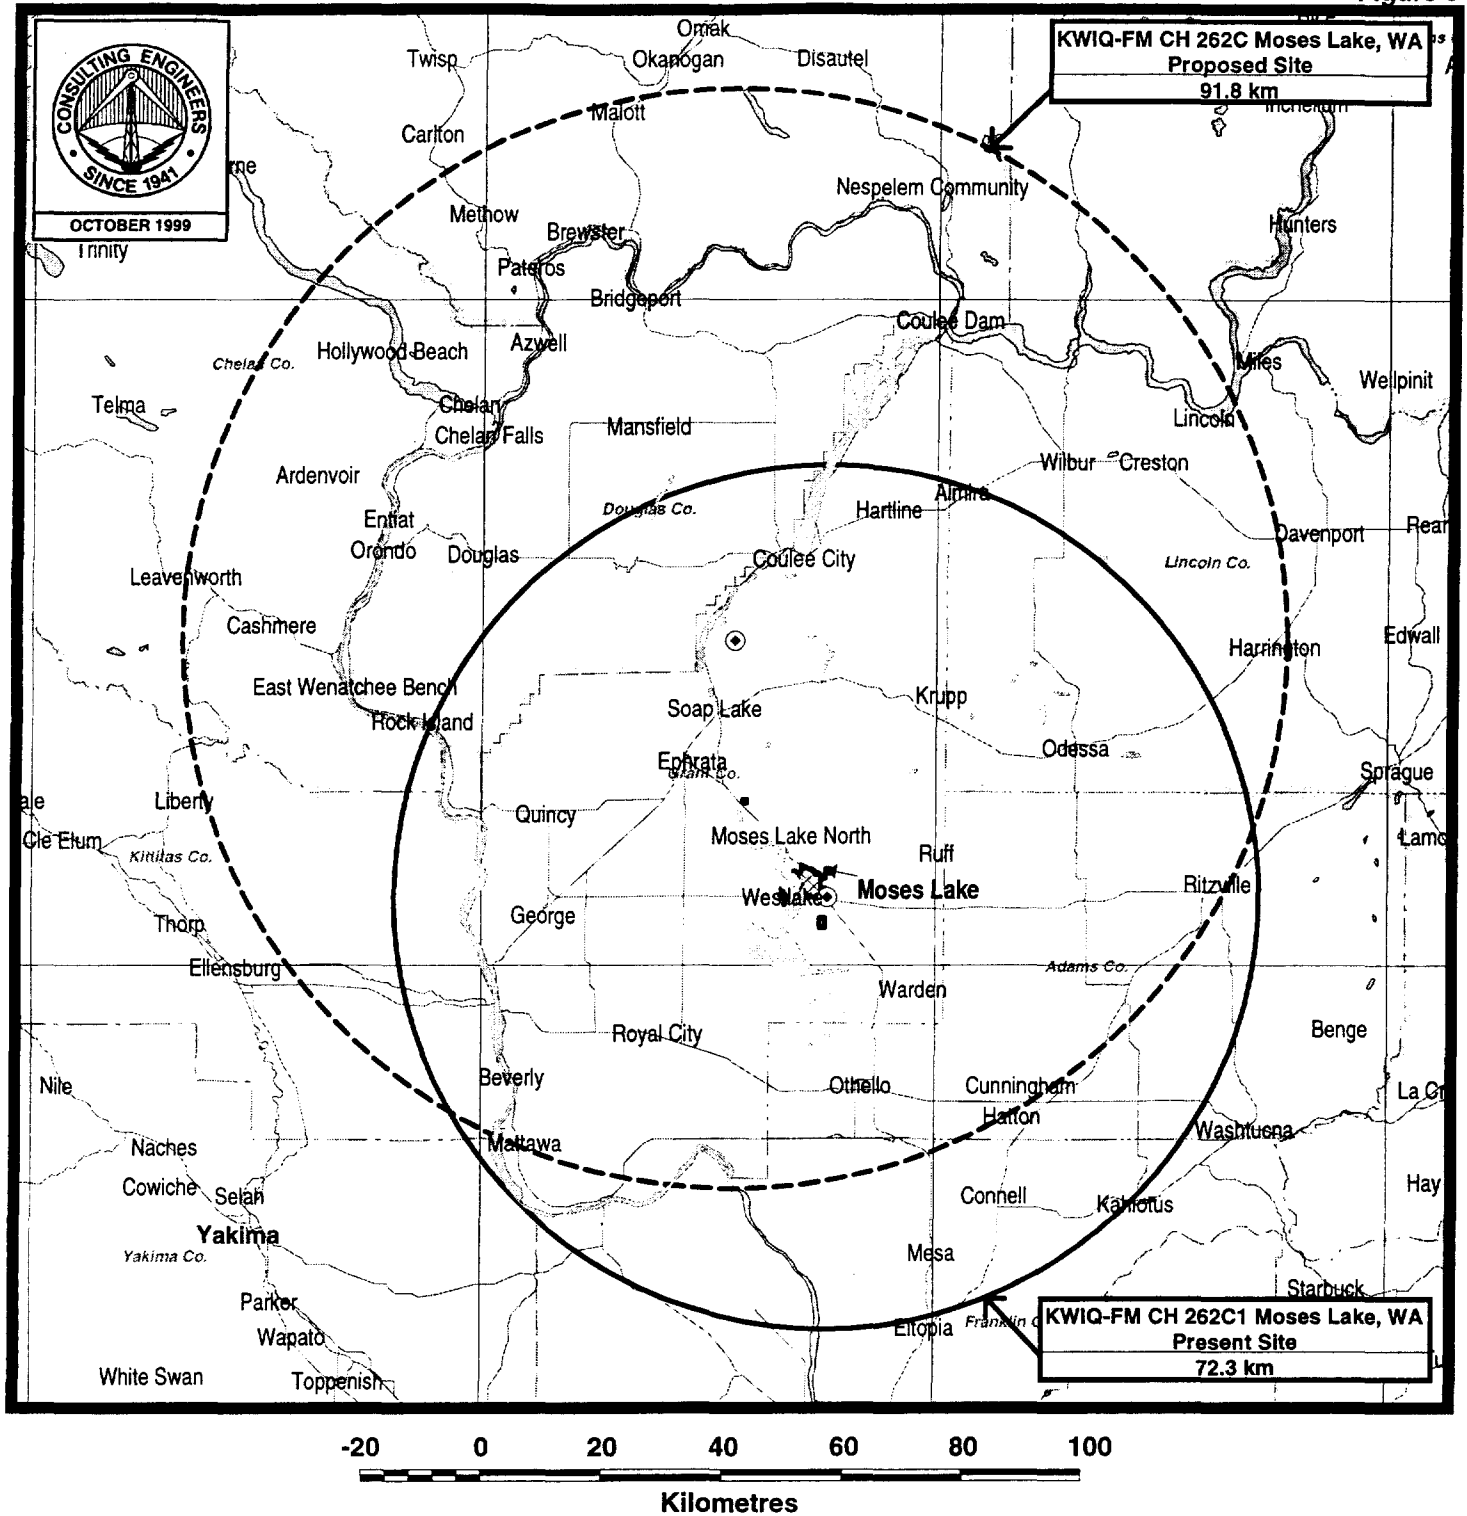 CONSULTING ENGINEERS
SINCE 1941
OCTOBER 1999
KWIQ-FM CH 262C Moses Lake, WA
Proposed Site
91.8 km
Omak
Twisp
Okanogan
Disautel
Malott
Inchelium
Carlton
Nespelem Community
Methow
Brewster
Hunters
Trinity
Pateros
Bridgeport
Coulee Dam
Hollywood Beach
Azwell
Chelan Co.
Miles
Wellpinit
Telma
Chelan
Lincoln
Chelan Falls
Mansfield
Wilbur
Creston
Ardenvoir
Almira
Douglas Co.
Hartline
Entiat
Rear
Davenport
Orondo
Douglas
Coulee City
Lincoln Co.
Leavenworth
Cashmere
Edwall
Harrington
East Wenatchee Bench
Krupp
Soap Lake
Rock Island
Odessa
Ephrata
Grant Co.
Sprague
Liberty
Quincy
Moses Lake North
Cle Elum
Lamo
Kittitas Co.
Ruff
Ritzville
Moses Lake
Westlake
George
Thorp
Ellensburg
Adams Co.
Warden
Royal City
Benge
Beverly
Nile
Othello
Cunningham
La Cr
Hatton
Washtucna
Mattawa
Naches
Cowiche
Selah
Connell
Kahlotus
Hay
Yakima
Yakima Co.
Mesa
Starbuck
Parker
Eltopia
Franklin C
Wapato
White Swan
Toppenish
KWIQ-FM CH 262C1 Moses Lake, WA
Present Site
72.3 km
-20 0 20 40 60 80 100
Kilometres